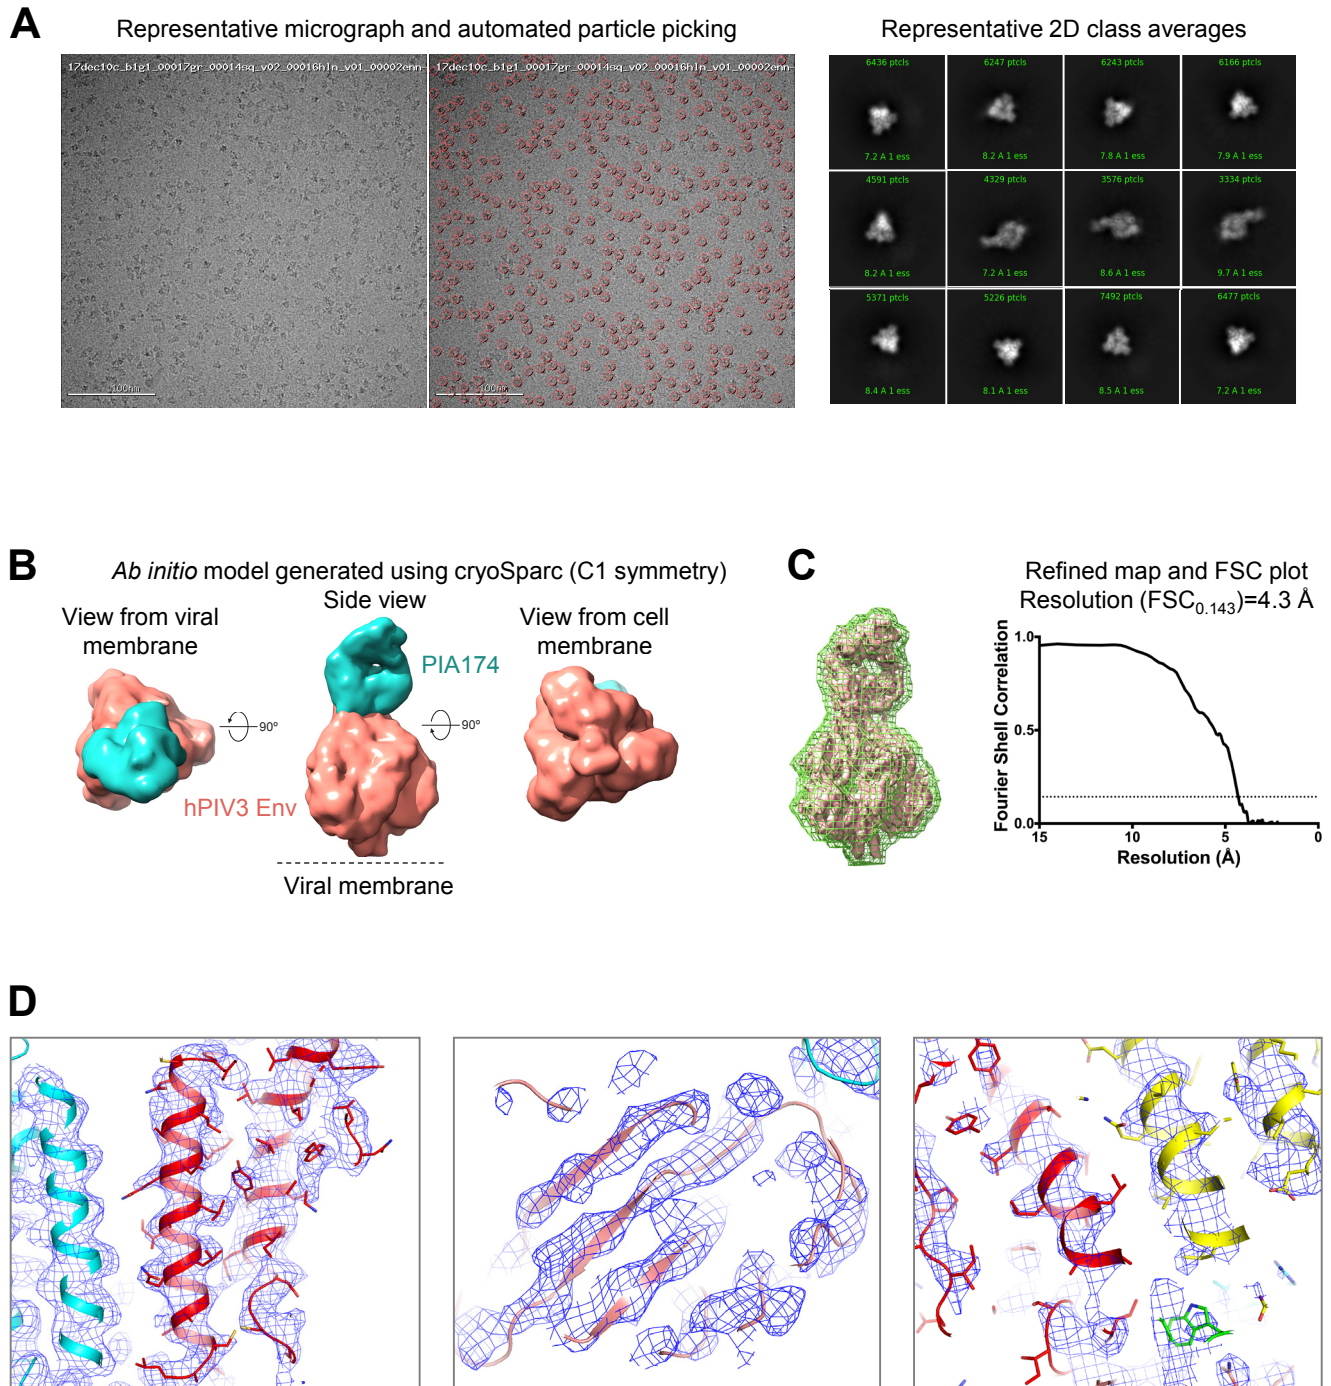 A
Representative micrograph and automated particle picking
Representative 2D class averages
17dec10c_b1g1_00017gr_00014sq_v02_00016hln_v01_00002enn
17dec10c_b1g1_00017gr_00014sq_v02_00016hln_v01_00002enn
100nm
100nm
6436 ptcls
6247 ptcls
6243 ptcls
6166 ptcls
7.2 A 1 ess
8.2 A 1 ess
7.8 A 1 ess
7.9 A 1 ess
4591 ptcls
4329 ptcls
3576 ptcls
3334 ptcls
8.2 A 1 ess
7.2 A 1 ess
8.6 A 1 ess
9.7 A 1 ess
5371 ptcls
5226 ptcls
7492 ptcls
6477 ptcls
8.4 A 1 ess
8.1 A 1 ess
8.5 A 1 ess
7.2 A 1 ess
B
Ab initio model generated using cryoSparc (C1 symmetry)
View from viral
membrane
Side view
View from cell
membrane
PIA174
90º
90º
hPIV3 Env
Viral membrane
C
Refined map and FSC plot
Resolution (FSC0.143)=4.3 Å
Fourier Shell Correlation
1.0
0.5
0.0
15
10
5
0
Resolution (Å)
D